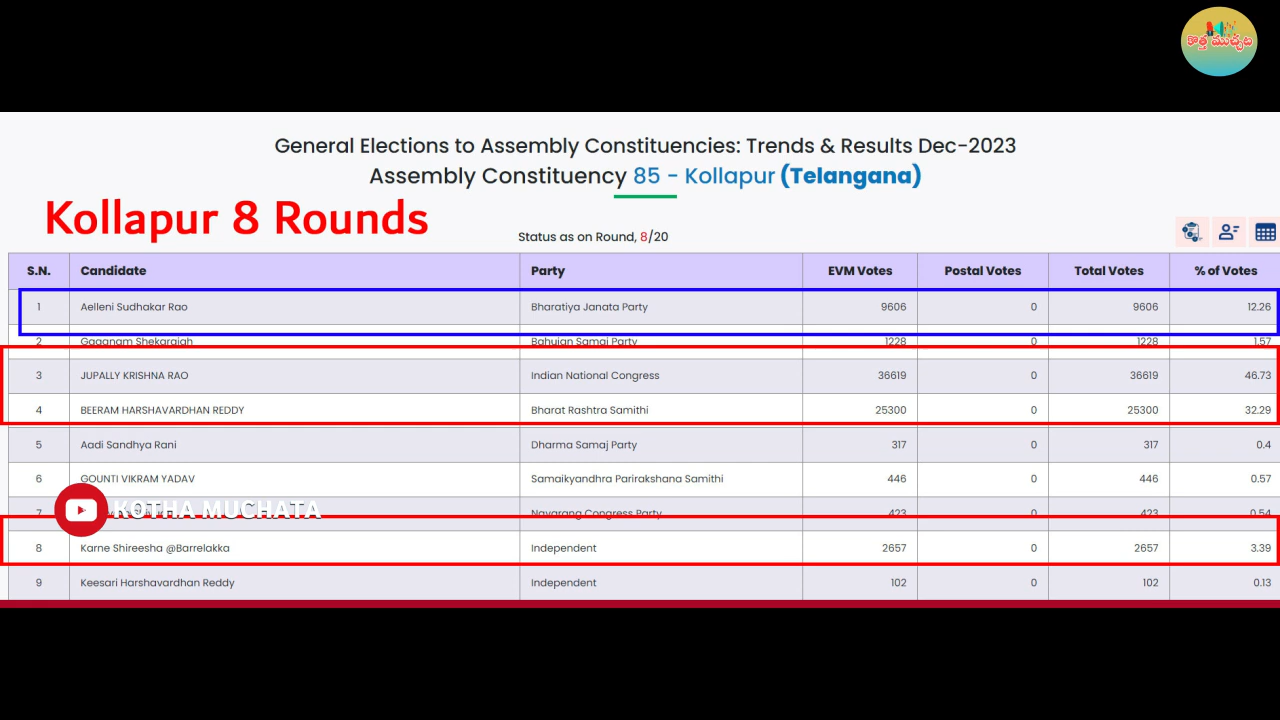 కొత్త ముచ్చట
General Elections to Assembly Constituencies: Trends & Results Dec-2023
Assembly Constituency 85 - Kollapur (Telangana)
Kollapur 8 Rounds
Status as on Round, 8/20
S.N. Candidate Party EVM Votes Postal Votes Total Votes % of Votes
1 Aelleni Sudhakar Rao Bharatiya Janata Party 9606 0 9606 12.26
2 Gaganam Shekaraiah Bahujan Samaj Party 1228 0 1228 1.57
3 JUPALLY KRISHNA RAO Indian National Congress 36619 0 36619 46.73
4 BEERAM HARSHAVARDHAN REDDY Bharat Rashtra Samithi 25300 0 25300 32.29
5 Aadi Sandhya Rani Dharma Samaj Party 317 0 317 0.4
6 GOUNTI VIKRAM YADAV Samaikyandhra Parirakshana Samithi 446 0 446 0.57
7 Navarang Congress Party 423 0 423 0.54
KOTHA MUCHATA
8 Karne Shireesha @Barrelakka Independent 2657 0 2657 3.39
9 Keesari Harshavardhan Reddy Independent 102 0 102 0.13